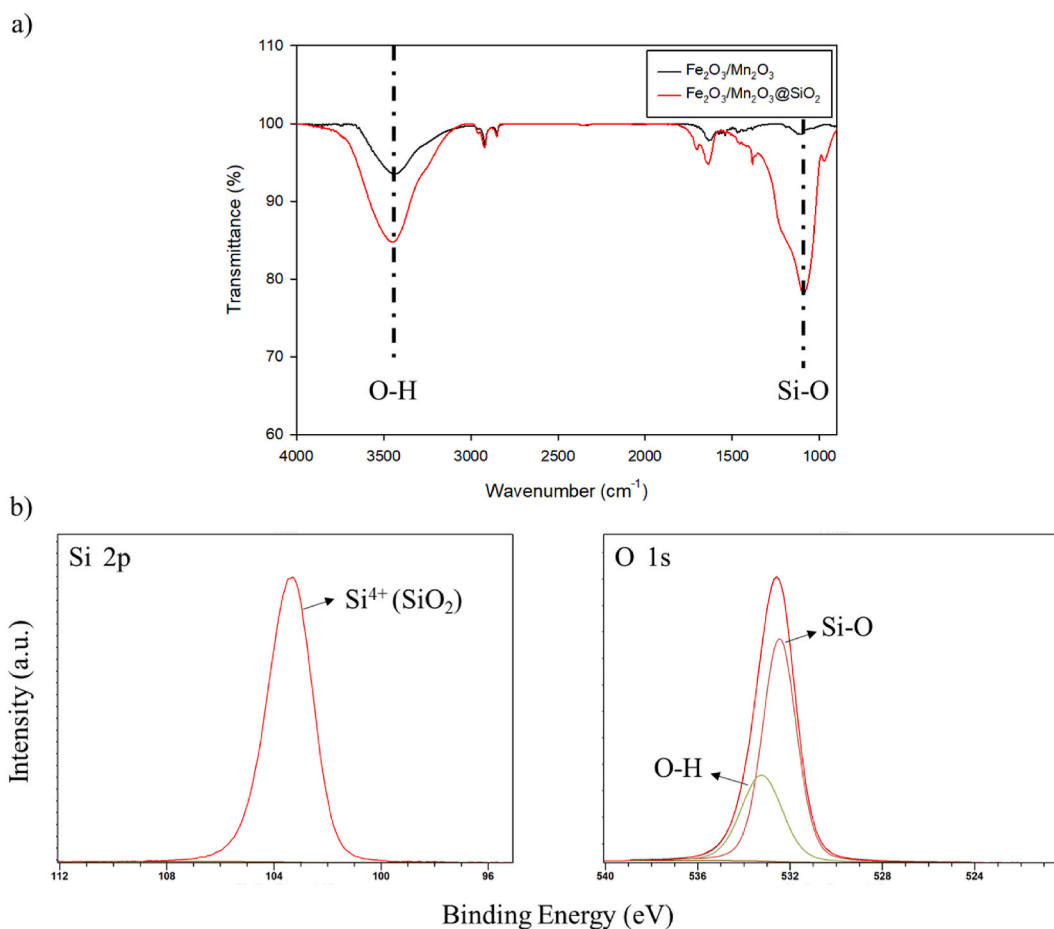 a)
110
100
90
80
70
60
Transmittance (%)
Fe₂O₃/Mn₂O₃
Fe₂O₃/Mn₂O₃@SiO₂
O-H
Si-O
4000 3500 3000 2500 2000 1500 1000
Wavenumber (cm⁻¹)
b)
Si 2p
Si⁴⁺ (SiO₂)
O 1s
Si-O
O-H
Intensity (a.u.)
112 108 104 100 96
540 536 532 528 524
Binding Energy (eV)